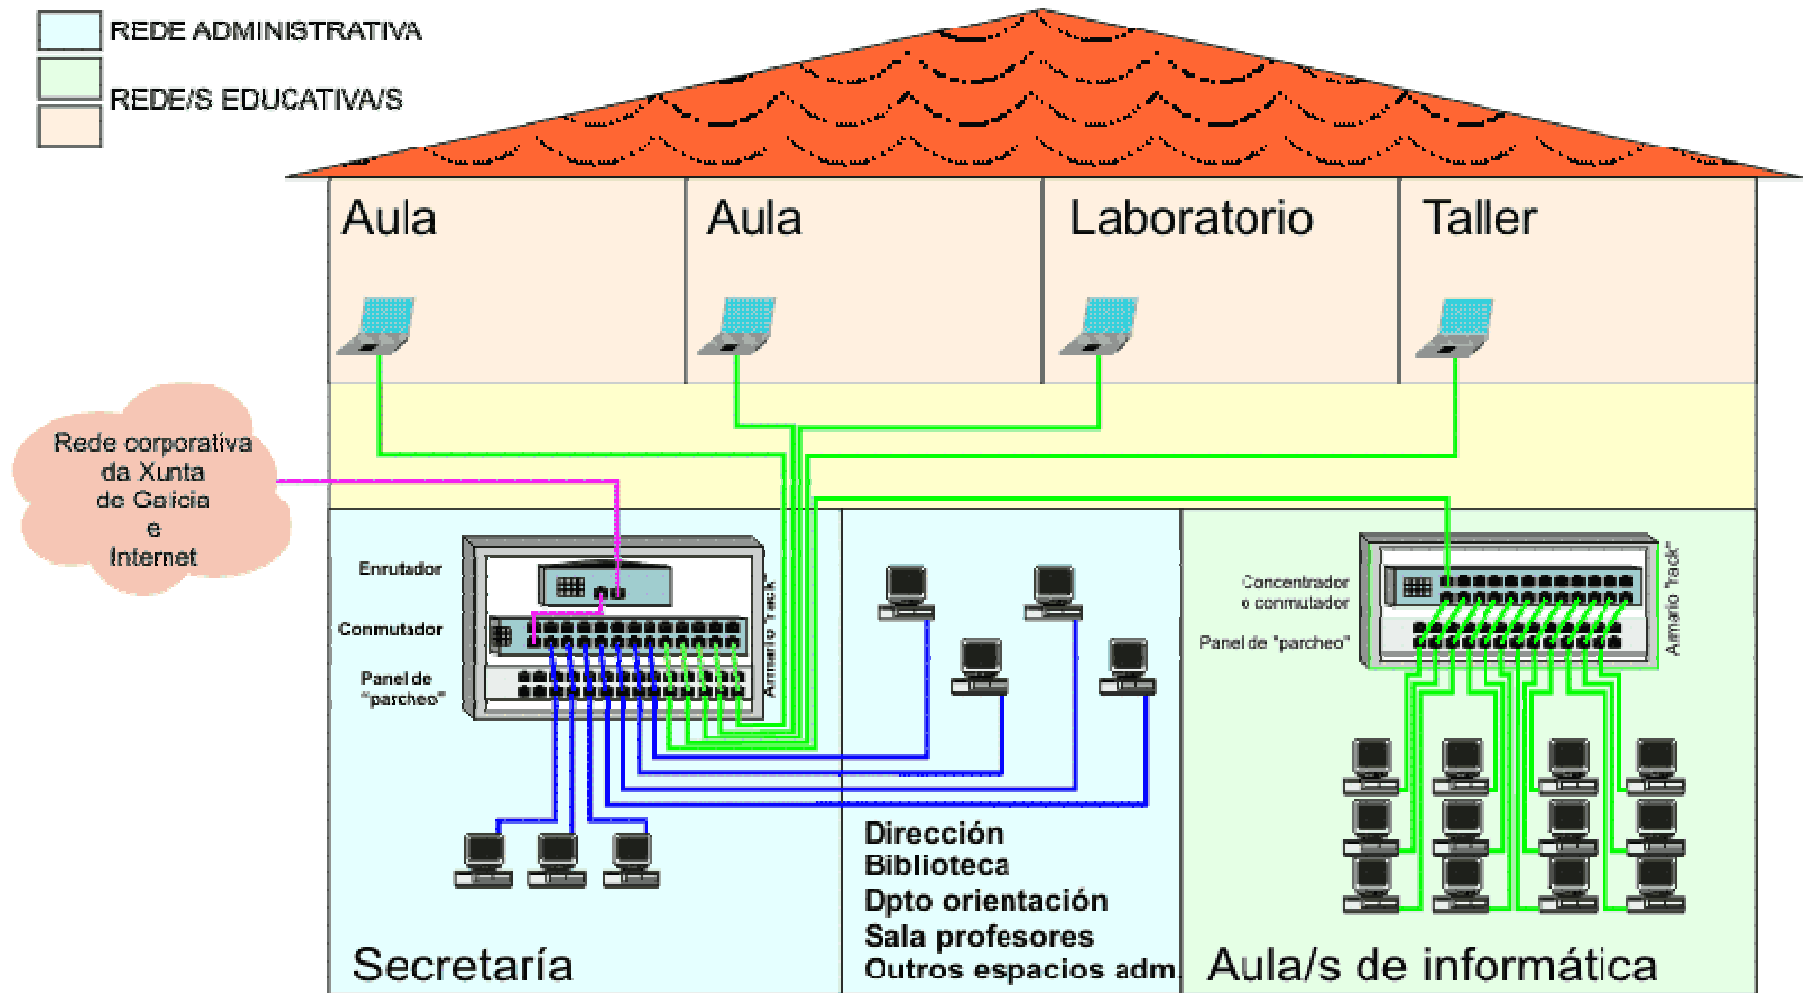 REDE ADMINISTRATIVA
REDE/S EDUCATIVA/S
Aula
Aula
Laboratorio
Taller
Rede corporativa
da Xunta
de Galicia
e
Internet
Enrutador
Conmutador
Panel de
"parcheo"
Armario "rack"
Concentrador
o conmutador
Panel de "parcheo"
Armario "rack"
Dirección
Biblioteca
Dpto orientación
Sala profesores
Outros espacios adm.
Secretaría
Aula/s de informática